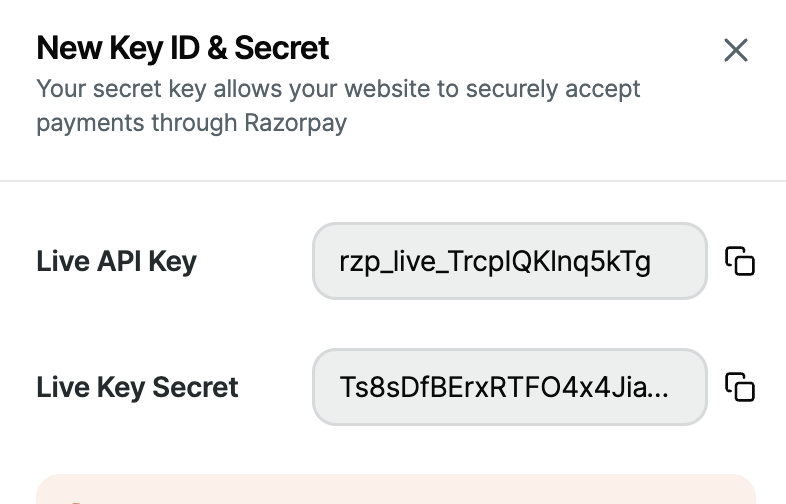 New Key ID & Secret
Your secret key allows your website to securely accept
payments through Razorpay
Live API Key
rzp_live_TrcpIQKlnq5kTg
Live Key Secret
Ts8sDfBErxRTFO4x4Jia...